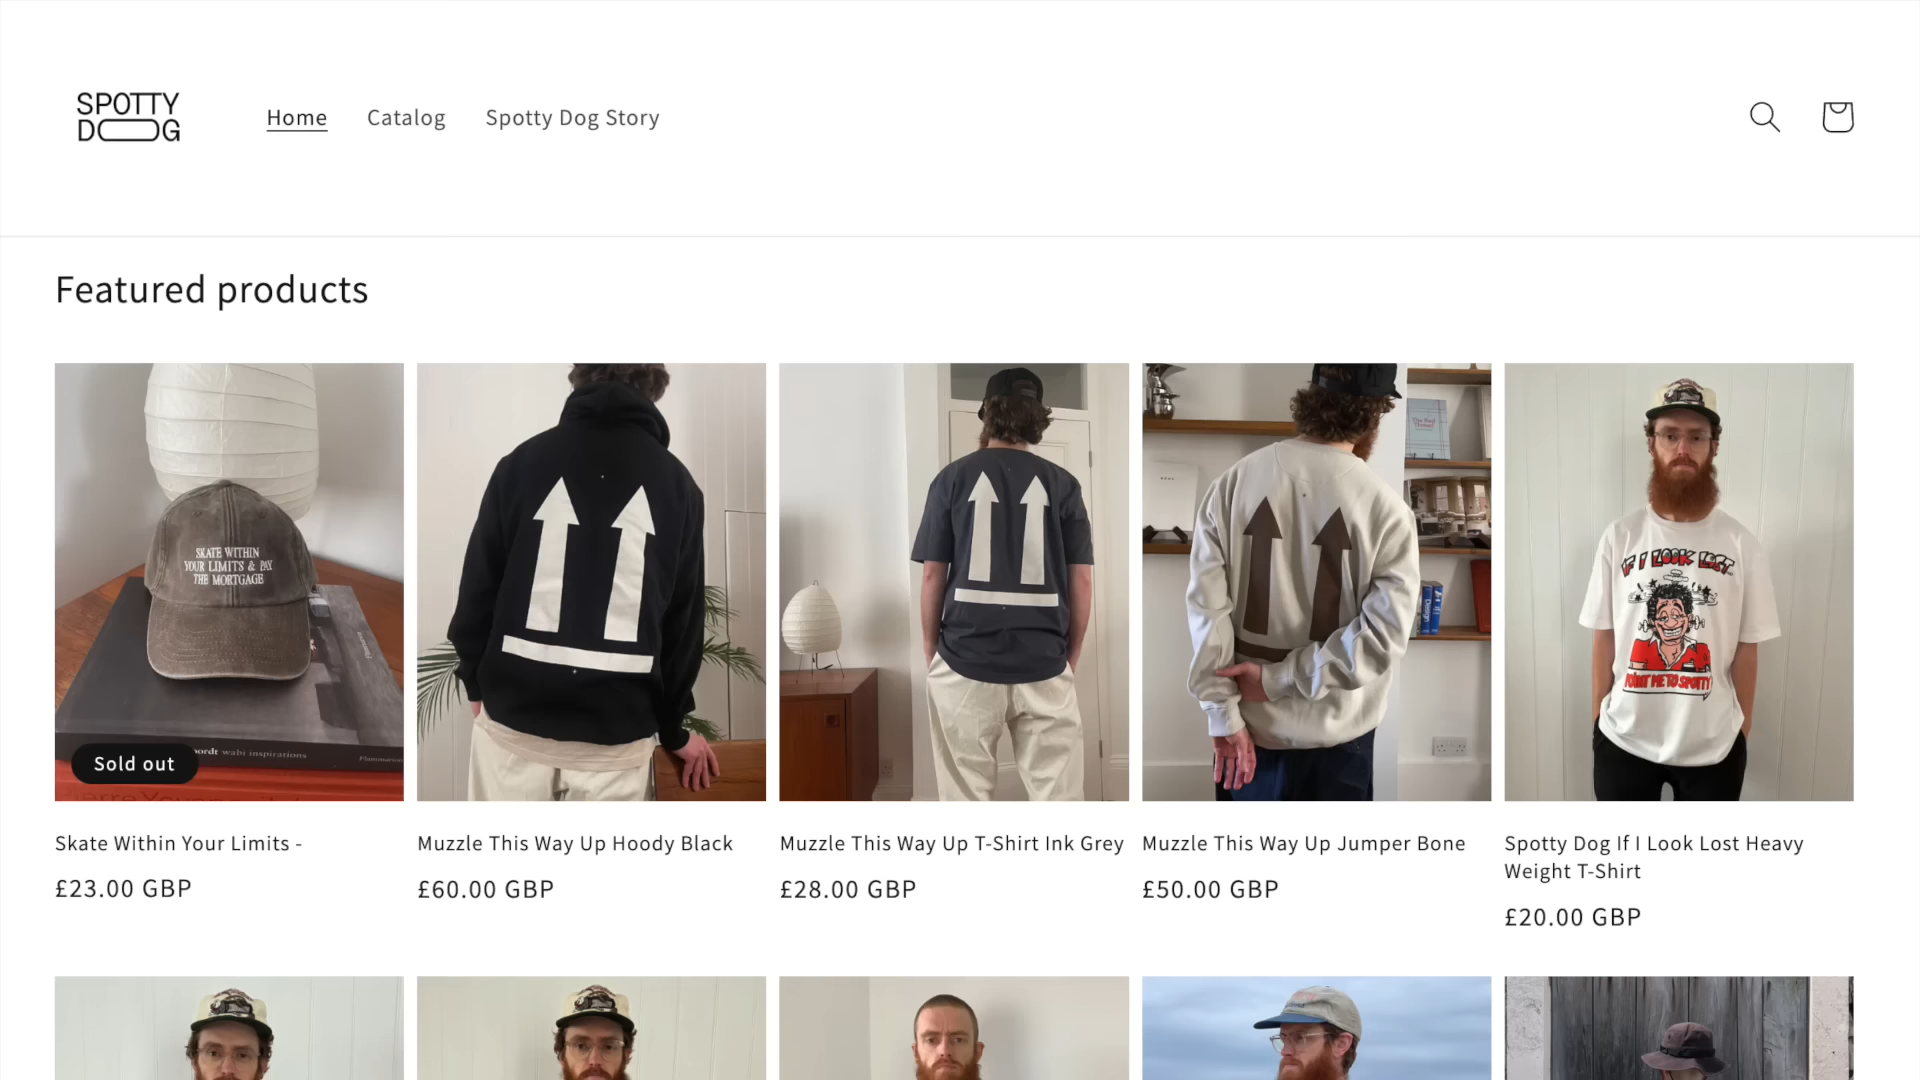 SPOTTY
DOG
Home
Catalog
Spotty Dog Story
Featured products
SKATE WITHIN
YOUR LIMITS & PAY
THE MORTGAGE
wabi inspirations
Sold out
IF I LOOK LOST
POINT ME TO SPOTTY
Design
Skate Within Your Limits -
£23.00 GBP
Muzzle This Way Up Hoody Black
£60.00 GBP
Muzzle This Way Up T-Shirt Ink Grey
£28.00 GBP
Muzzle This Way Up Jumper Bone
£50.00 GBP
Spotty Dog If I Look Lost Heavy
Weight T-Shirt
£20.00 GBP